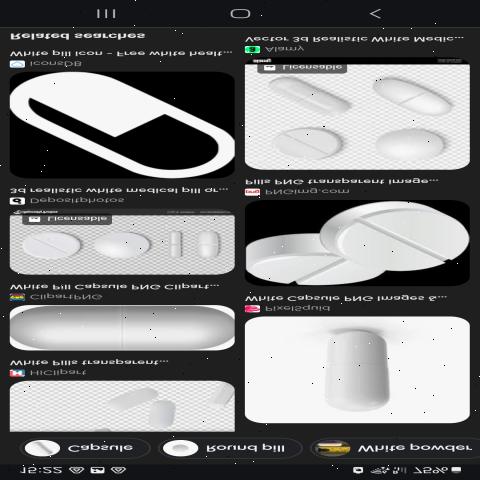 15:22 75%
Capsule Round pill White powder
HiClipart
White Pills transparent...
PixelSquid
White Capsule PNG Images &...
ClipartPNG
White Pill Capsule PNG Clipart...
PNGimg.com
Pills PNG transparent image...
Licensable
Depositphotos
3d realistic white medical pill or...
Licensable
Alamy
Vector 3d Realistic White Medic...
iconsDB
White pill icon - Free white healt...
Related searches